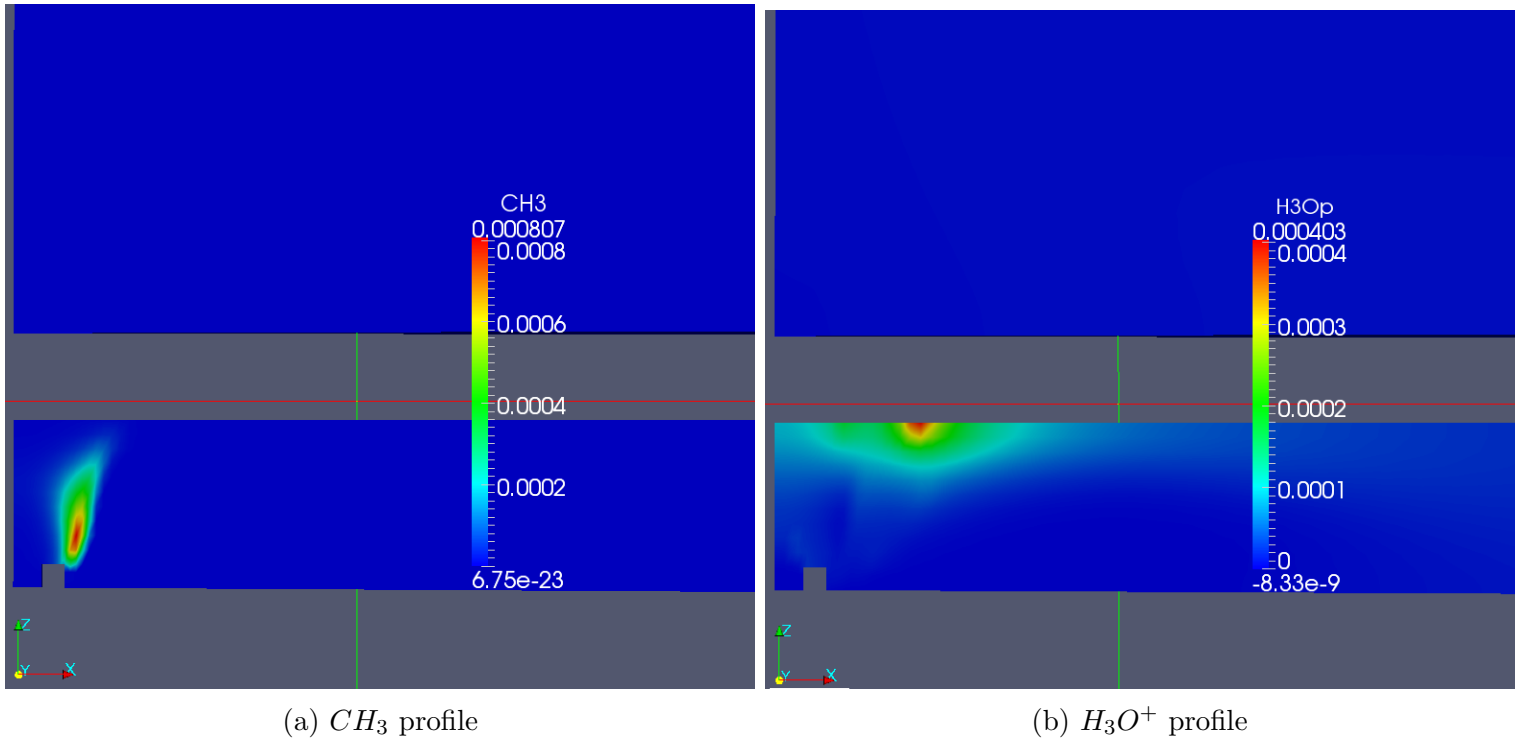 CH3
0.000807
0.0008
0.0006
0.0004
0.0002
6.75e-23
Z
Y X
H3Op
0.000403
0.0004
0.0003
0.0002
0.0001
0
-8.33e-9
Z
Y X
(a) CH₃ profile
(b) H₃O⁺ profile